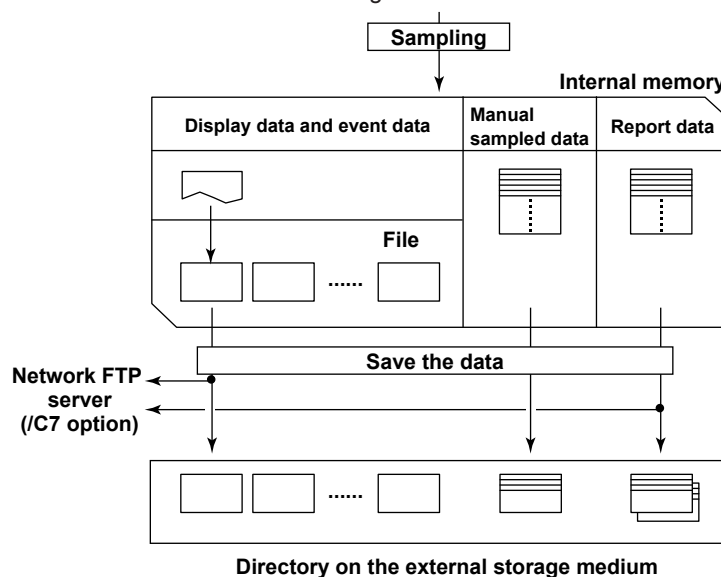 Sampling
Internal memory
Display data and event data
Manual
sampled data
Report data
File
......
Save the data
Network FTP
server
(/C7 option)
......
Directory on the external storage medium